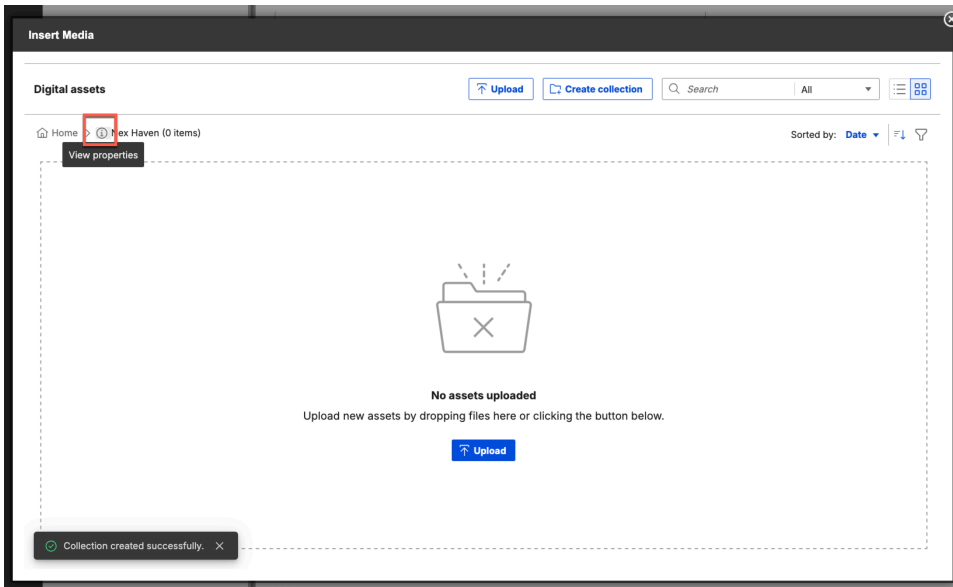 Insert Media
Digital assets
Upload
Create collection
Search
All
Home > Nex Haven (0 items)
Sorted by: Date
View properties
No assets uploaded
Upload new assets by dropping files here or clicking the button below.
Upload
Collection created successfully.